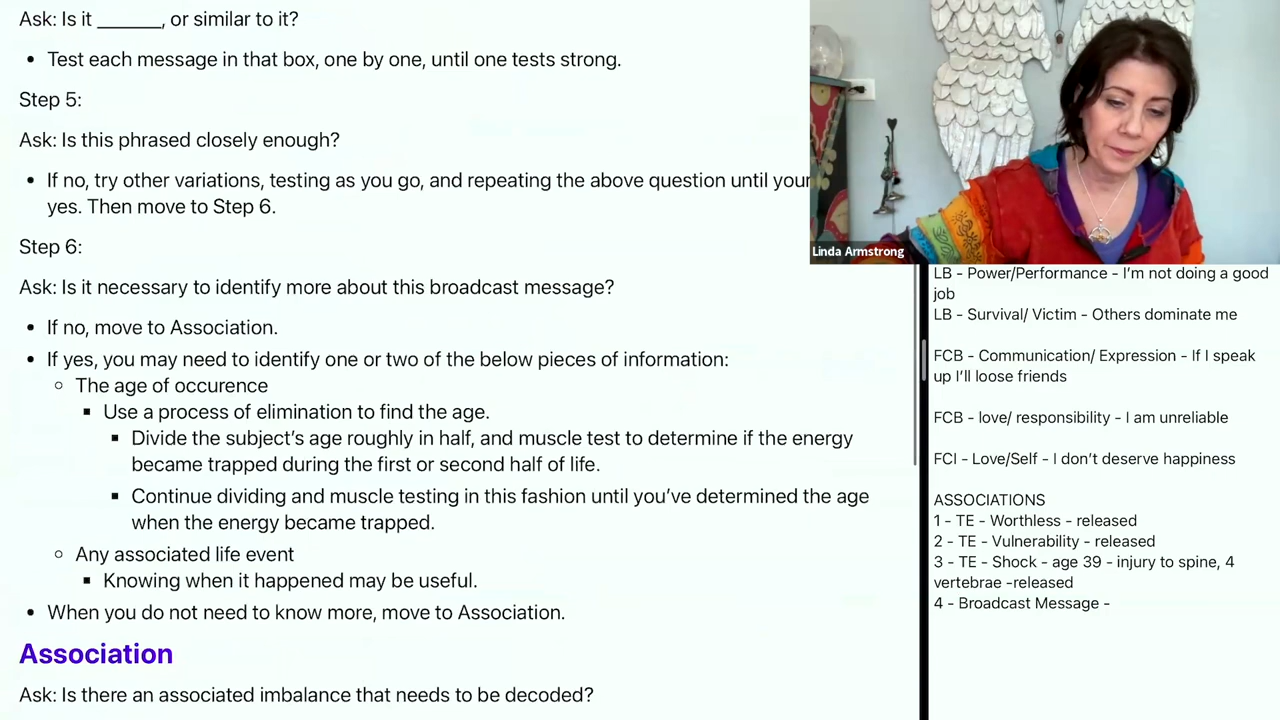 Ask: Is it _______, or similar to it?
• Test each message in that box, one by one, until one tests strong.
Step 5:
Ask: Is this phrased closely enough?
• If no, try other variations, testing as you go, and repeating the above question until your
yes. Then move to Step 6.
Step 6:
Ask: Is it necessary to identify more about this broadcast message?
• If no, move to Association.
• If yes, you may need to identify one or two of the below pieces of information:
○ The age of occurence
▪ Use a process of elimination to find the age.
▪ Divide the subject's age roughly in half, and muscle test to determine if the energy
became trapped during the first or second half of life.
▪ Continue dividing and muscle testing in this fashion until you've determined the age
when the energy became trapped.
○ Any associated life event
▪ Knowing when it happened may be useful.
• When you do not need to know more, move to Association.
Association
Ask: Is there an associated imbalance that needs to be decoded?
Linda Armstrong
LB - Power/Performance - I'm not doing a good
job
LB - Survival/ Victim - Others dominate me
FCB - Communication/ Expression - If I speak
up I'll loose friends
FCB - love/ responsibility - I am unreliable
FCI - Love/Self - I don't deserve happiness
ASSOCIATIONS
1 - TE - Worthless - released
2 - TE - Vulnerability - released
3 - TE - Shock - age 39 - injury to spine, 4
vertebrae -released
4 - Broadcast Message -